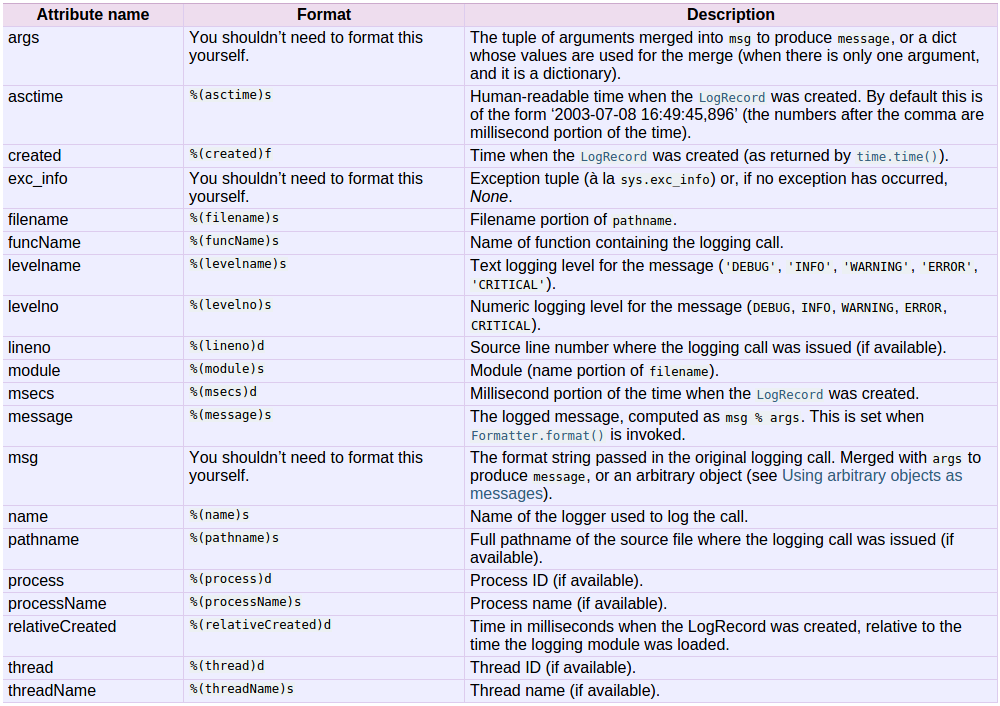 Attribute name Format Description
args You shouldn’t need to format this The tuple of arguments merged into msg to produce message, or a dict
yourself. whose values are used for the merge (when there is only one argument,
and it is a dictionary).
asctime %(asctime)s Human-readable time when the LogRecord was created. By default this is
of the form ‘2003-07-08 16:49:45,896’ (the numbers after the comma are
millisecond portion of the time).
created %(created)f Time when the LogRecord was created (as returned by time.time()).
exc_info You shouldn’t need to format this Exception tuple (à la sys.exc_info) or, if no exception has occurred,
yourself. None.
filename %(filename)s Filename portion of pathname.
funcName %(funcName)s Name of function containing the logging call.
levelname %(levelname)s Text logging level for the message ('DEBUG', 'INFO', 'WARNING', 'ERROR',
'CRITICAL').
levelno %(levelno)s Numeric logging level for the message (DEBUG, INFO, WARNING, ERROR,
CRITICAL).
lineno %(lineno)d Source line number where the logging call was issued (if available).
module %(module)s Module (name portion of filename).
msecs %(msecs)d Millisecond portion of the time when the LogRecord was created.
message %(message)s The logged message, computed as msg % args. This is set when
Formatter.format() is invoked.
msg You shouldn’t need to format this The format string passed in the original logging call. Merged with args to
yourself. produce message, or an arbitrary object (see Using arbitrary objects as
messages).
name %(name)s Name of the logger used to log the call.
pathname %(pathname)s Full pathname of the source file where the logging call was issued (if
available).
process %(process)d Process ID (if available).
processName %(processName)s Process name (if available).
relativeCreated %(relativeCreated)d Time in milliseconds when the LogRecord was created, relative to the
time the logging module was loaded.
thread %(thread)d Thread ID (if available).
threadName %(threadName)s Thread name (if available).